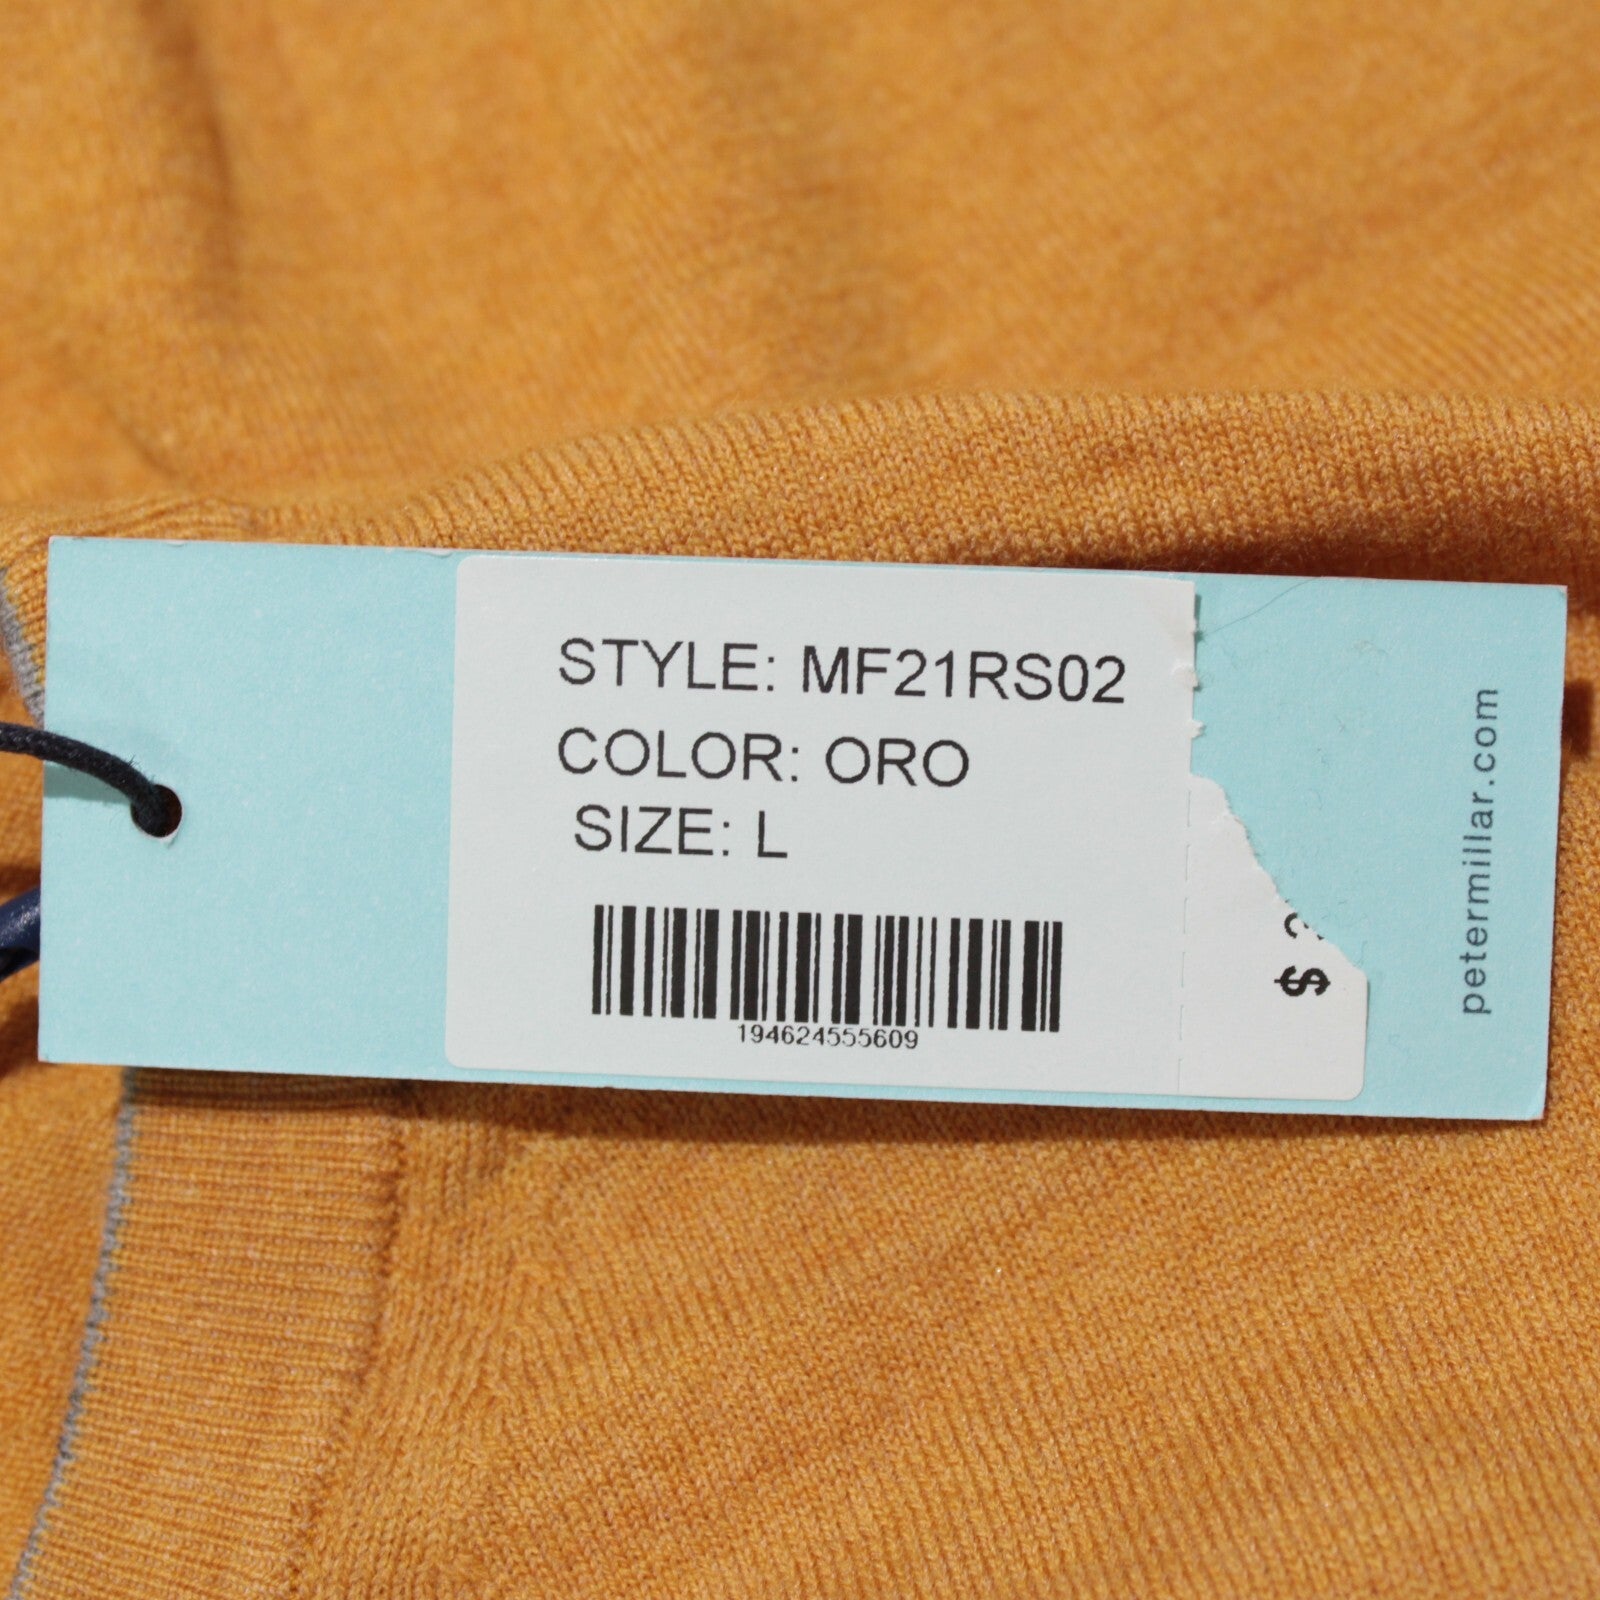 STYLE: MF21RS02
COLOR: ORO
SIZE: L
194624555609
$
petermillar.com